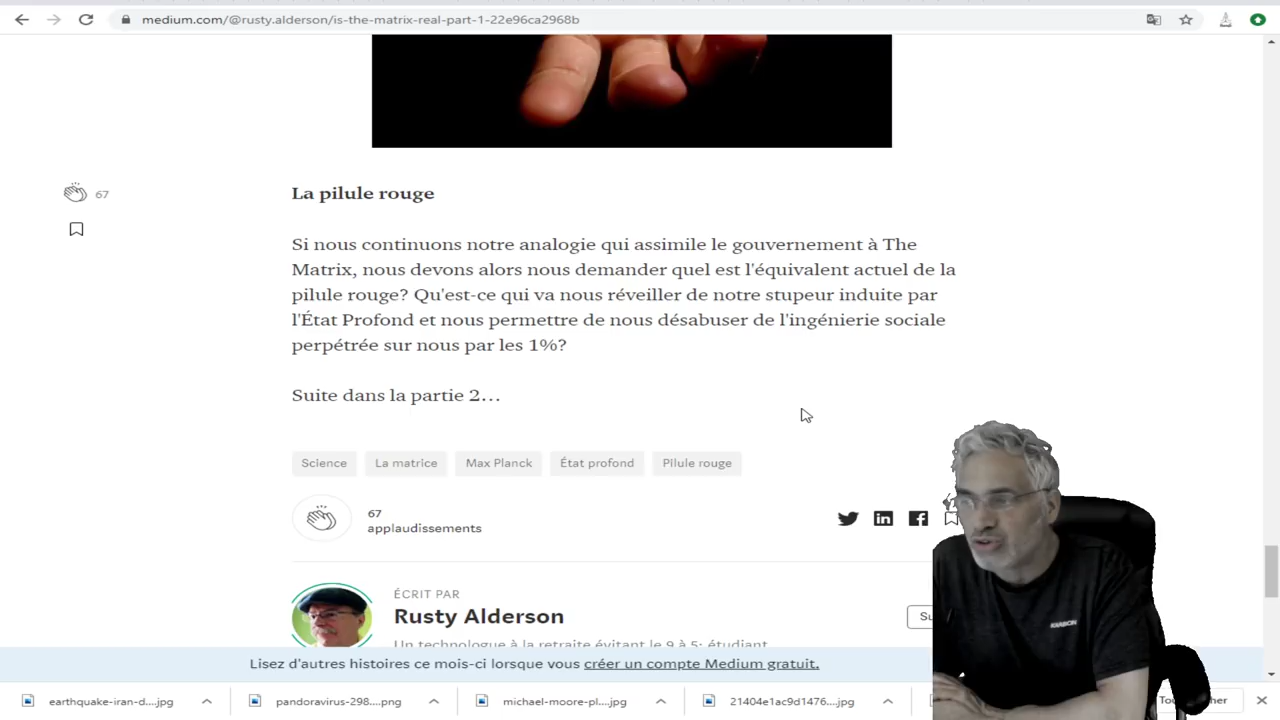 medium.com/@rusty.alderson/is-the-matrix-real-part-1-22e96ca2968b
67
La pilule rouge
Si nous continuons notre analogie qui assimile le gouvernement à The
Matrix, nous devons alors nous demander quel est l'équivalent actuel de la
pilule rouge? Qu'est-ce qui va nous réveiller de notre stupeur induite par
l'État Profond et nous permettre de nous désabuser de l'ingénierie sociale
perpétrée sur nous par les 1%?
Suite dans la partie 2…
Science La matrice Max Planck État profond Pilule rouge
67
applaudissements
ÉCRIT PAR
Rusty Alderson
Un technologue à la retraite évitant le 9 à 5; étudiant
Lisez d'autres histoires ce mois-ci lorsque vous créer un compte Medium gratuit.
earthquake-iran-d....jpg pandoravirus-298....png michael-moore-pl....jpg 21404e1ac9d1476....jpg